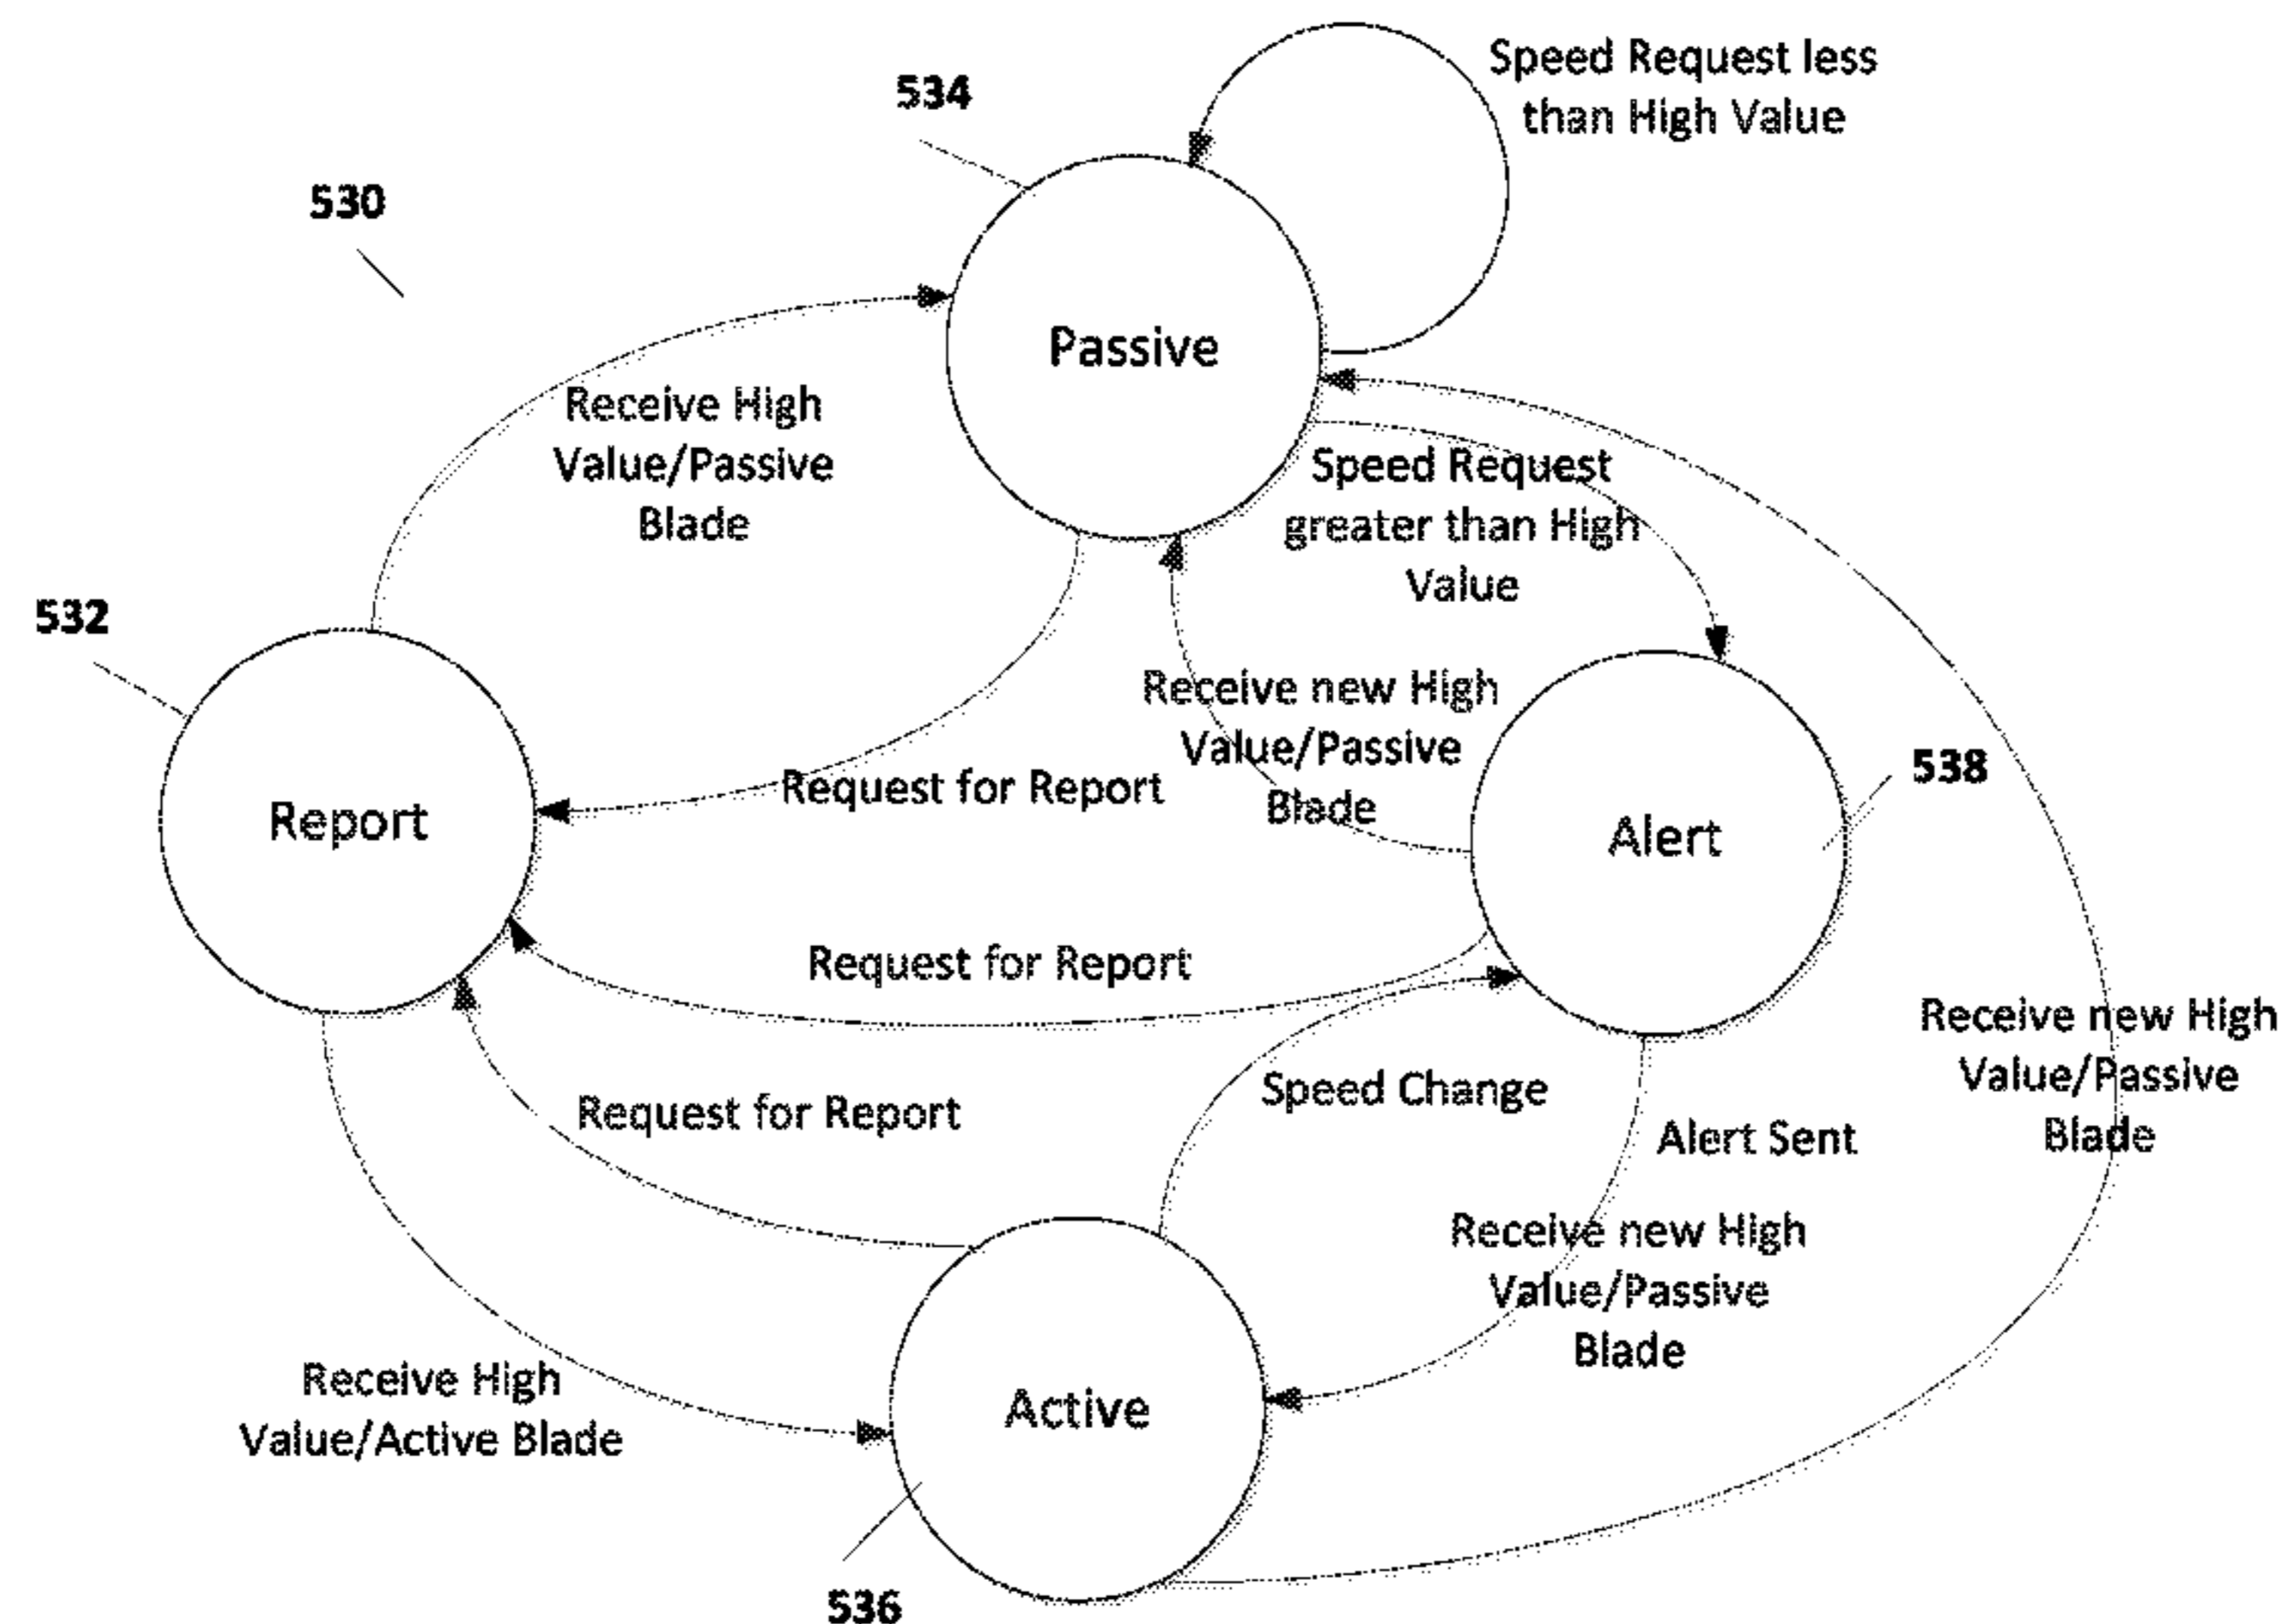 534
Speed Request less
than High Value
530
Passive
Receive High
Value/Passive
Blade
Speed Request
greater than High
Value
532
Receive new High
Value/Passive
Blade
Request for Report
538
Report
Alert
Request for Report
Receive new High
Value/Passive
Blade
Speed Change
Request for Report
Alert Sent
Receive new High
Value/Passive
Blade
Receive High
Value/Active Blade
Active
536